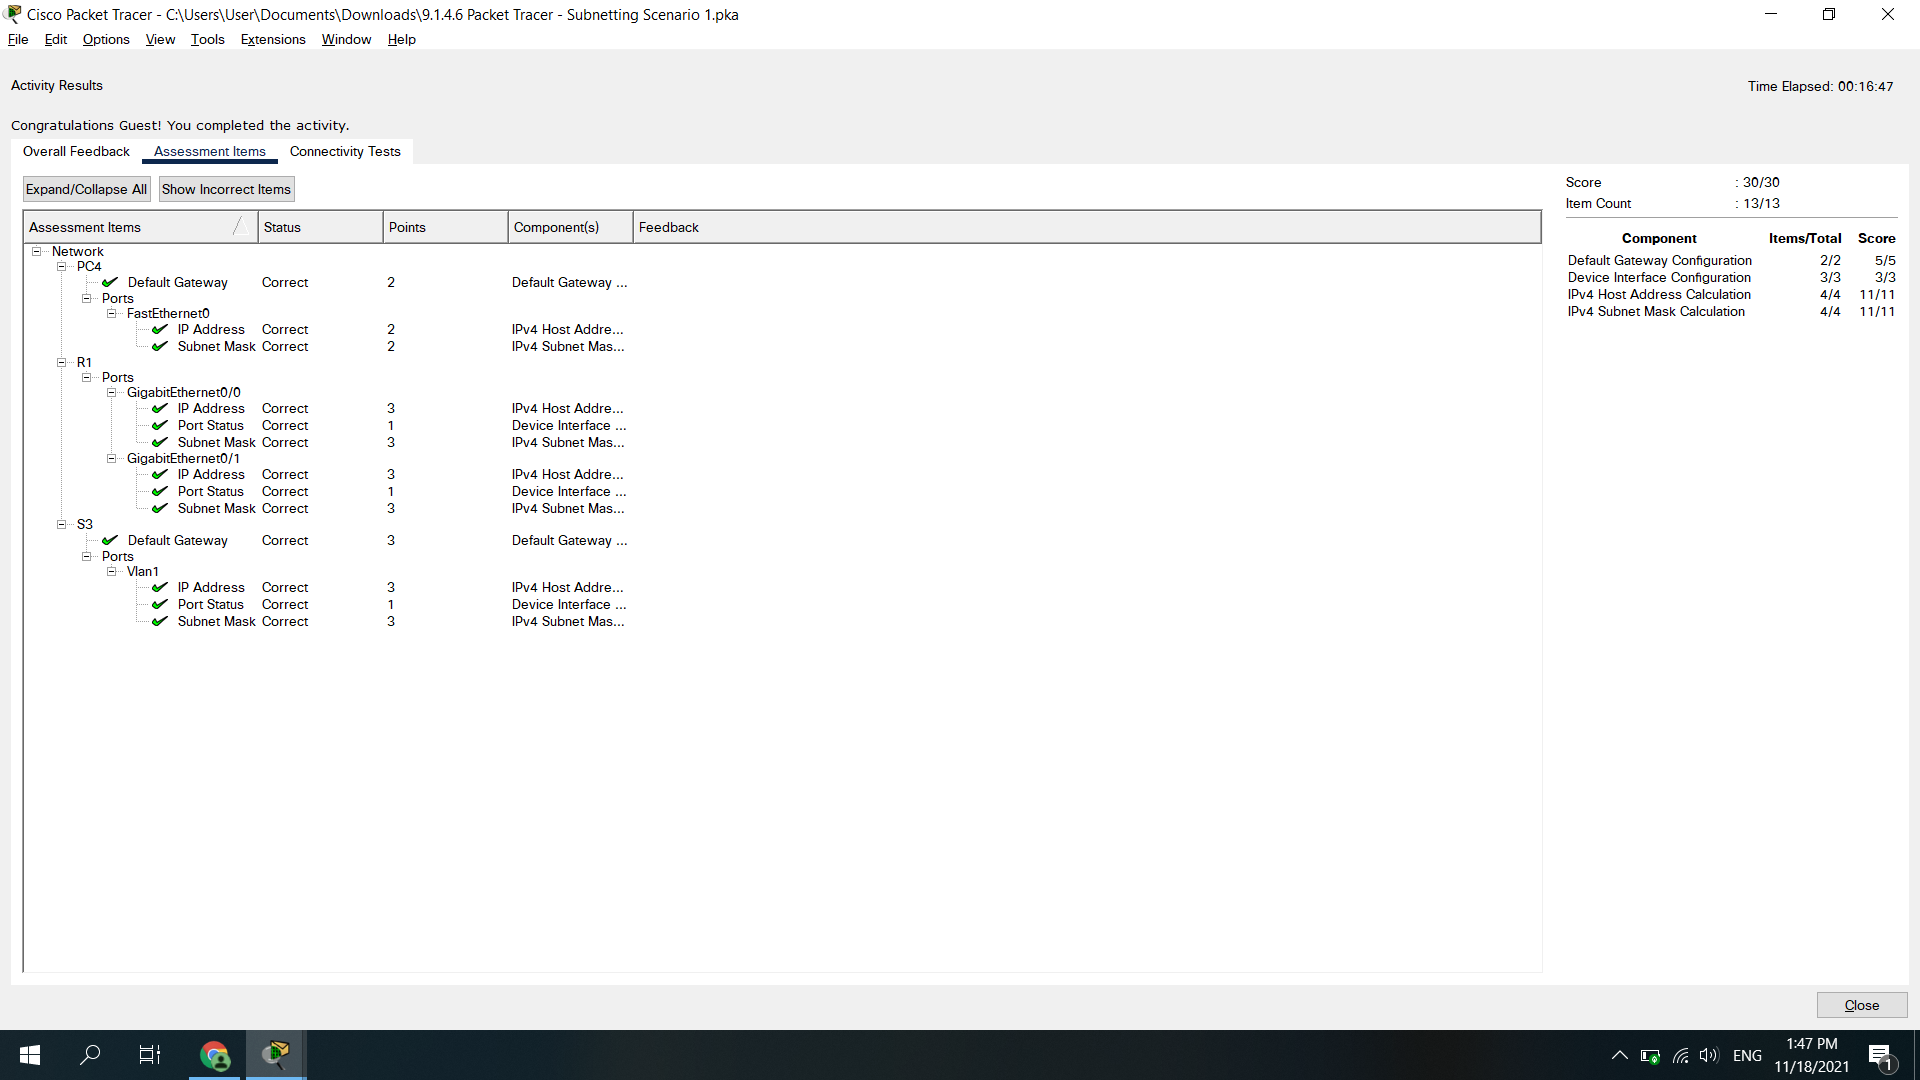 Cisco Packet Tracer - C:\Users\User\Documents\Downloads\9.1.4.6 Packet Tracer - Subnetting Scenario 1.pka
File Edit Options View Tools Extensions Window Help
Activity Results
Time Elapsed: 00:16:47
Congratulations Guest! You completed the activity.
Overall Feedback Assessment Items Connectivity Tests
Expand/Collapse All Show Incorrect Items
Assessment Items Status Points Component(s) Feedback
Network
PC4
Default Gateway Correct 2 Default Gateway ...
Ports
FastEthernet0
IP Address Correct 2 IPv4 Host Addre...
Subnet Mask Correct 2 IPv4 Subnet Mas...
R1
Ports
GigabitEthernet0/0
IP Address Correct 3 IPv4 Host Addre...
Port Status Correct 1 Device Interface ...
Subnet Mask Correct 3 IPv4 Subnet Mas...
GigabitEthernet0/1
IP Address Correct 3 IPv4 Host Addre...
Port Status Correct 1 Device Interface ...
Subnet Mask Correct 3 IPv4 Subnet Mas...
S3
Default Gateway Correct 3 Default Gateway ...
Ports
Vlan1
IP Address Correct 3 IPv4 Host Addre...
Port Status Correct 1 Device Interface ...
Subnet Mask Correct 3 IPv4 Subnet Mas...
Score : 30/30
Item Count : 13/13
Component Items/Total Score
Default Gateway Configuration 2/2 5/5
Device Interface Configuration 3/3 3/3
IPv4 Host Address Calculation 4/4 11/11
IPv4 Subnet Mask Calculation 4/4 11/11
Close
ENG
1:47 PM
11/18/2021
1